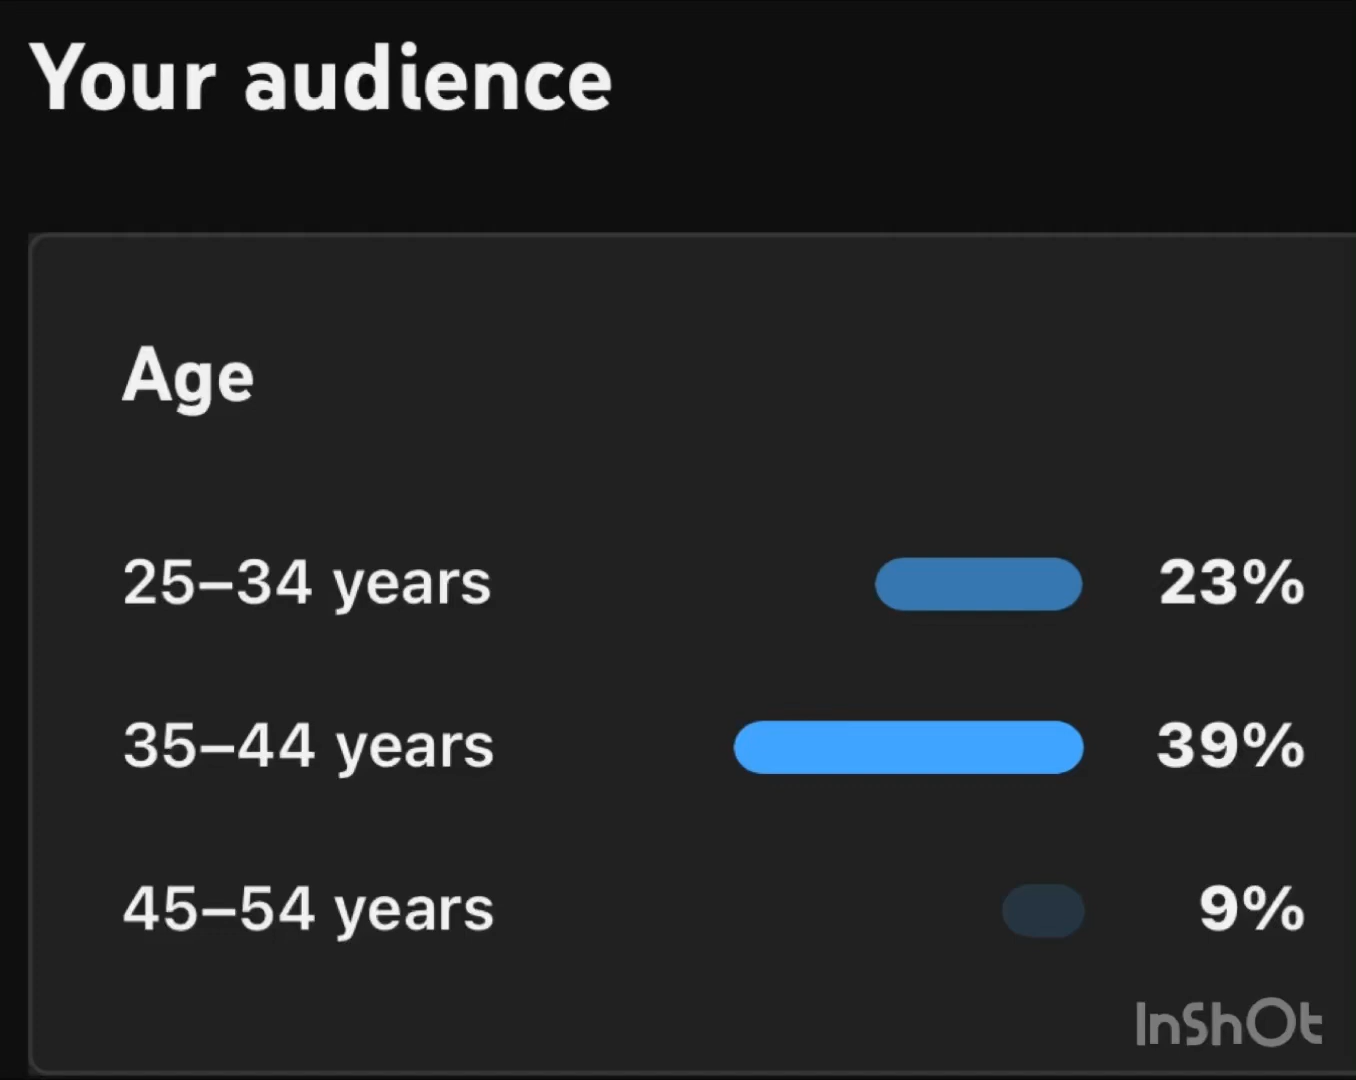 Your audience
Age
25–34 years 23%
35–44 years 39%
45–54 years 9%
InShOt